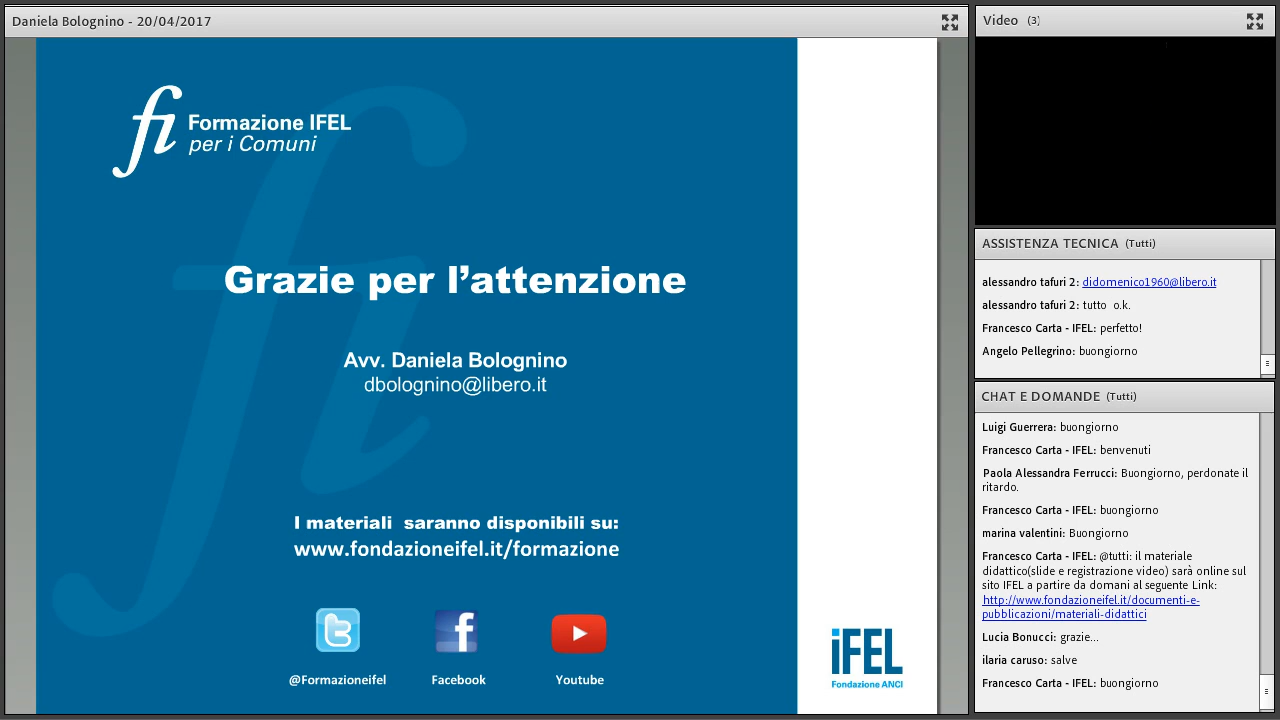 Daniela Bolognino - 20/04/2017
Formazione IFEL
per i Comuni
Grazie per l'attenzione
Avv. Daniela Bolognino
dbolognino@libero.it
I materiali  saranno disponibili su:
www.fondazioneifel.it/formazione
@Formazioneifel
Facebook
Youtube
iFEL
Fondazione ANCI
Video (3)
ASSISTENZA TECNICA (Tutti)
alessandro tafuri 2: didomenico1960@libero.it
alessandro tafuri 2: tutto  o.k.
Francesco Carta - IFEL: perfetto!
Angelo Pellegrino: buongiorno
CHAT E DOMANDE (Tutti)
Luigi Guerrera: buongiorno
Francesco Carta - IFEL: benvenuti
Paola Alessandra Ferrucci: Buongiorno, perdonate il
ritardo.
Francesco Carta - IFEL: buongiorno
marina valentini: Buongiorno
Francesco Carta - IFEL: @tutti: il materiale
didattico(slide e registrazione video) sarà online sul
sito IFEL a partire da domani al seguente Link:
http://www.fondazioneifel.it/documenti-e-
pubblicazioni/materiali-didattici
Lucia Bonucci: grazie...
ilaria caruso: salve
Francesco Carta - IFEL: buongiorno